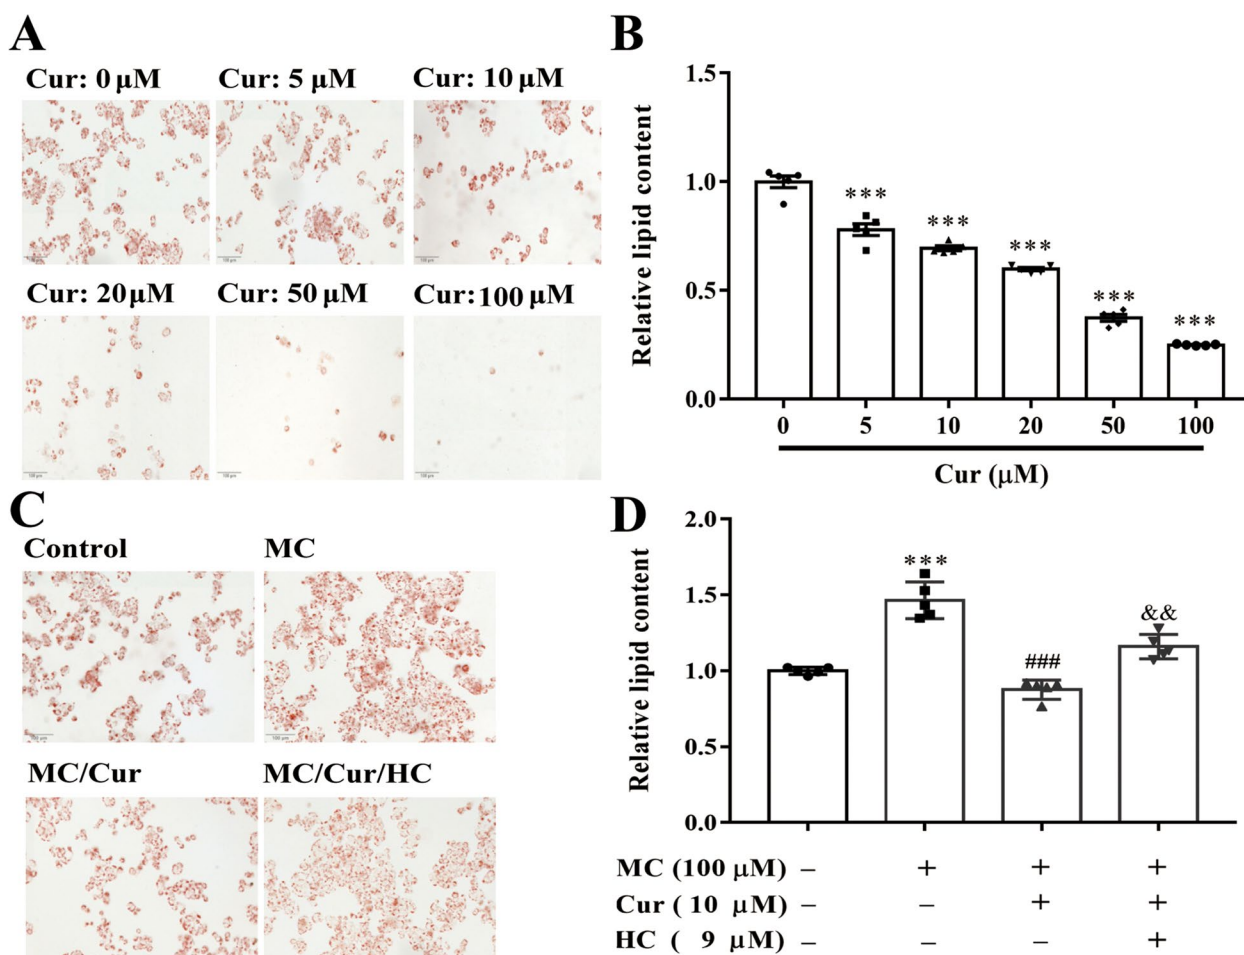 A
Cur: 0 μM
Cur: 5 μM
Cur: 10 μM
Cur: 20 μM
Cur: 50 μM
Cur: 100 μM
B
Relative lipid content
1.5
1.0
0.5
0.0
***
***
***
***
***
0
5
10
20
50
100
Cur (μM)
C
Control
MC
MC/Cur
MC/Cur/HC
D
Relative lipid content
2.0
1.5
1.0
0.5
0.0
***
###
&&
MC (100 μM) – + + +
Cur ( 10 μM) – – + +
HC ( 9 μM) – – – +